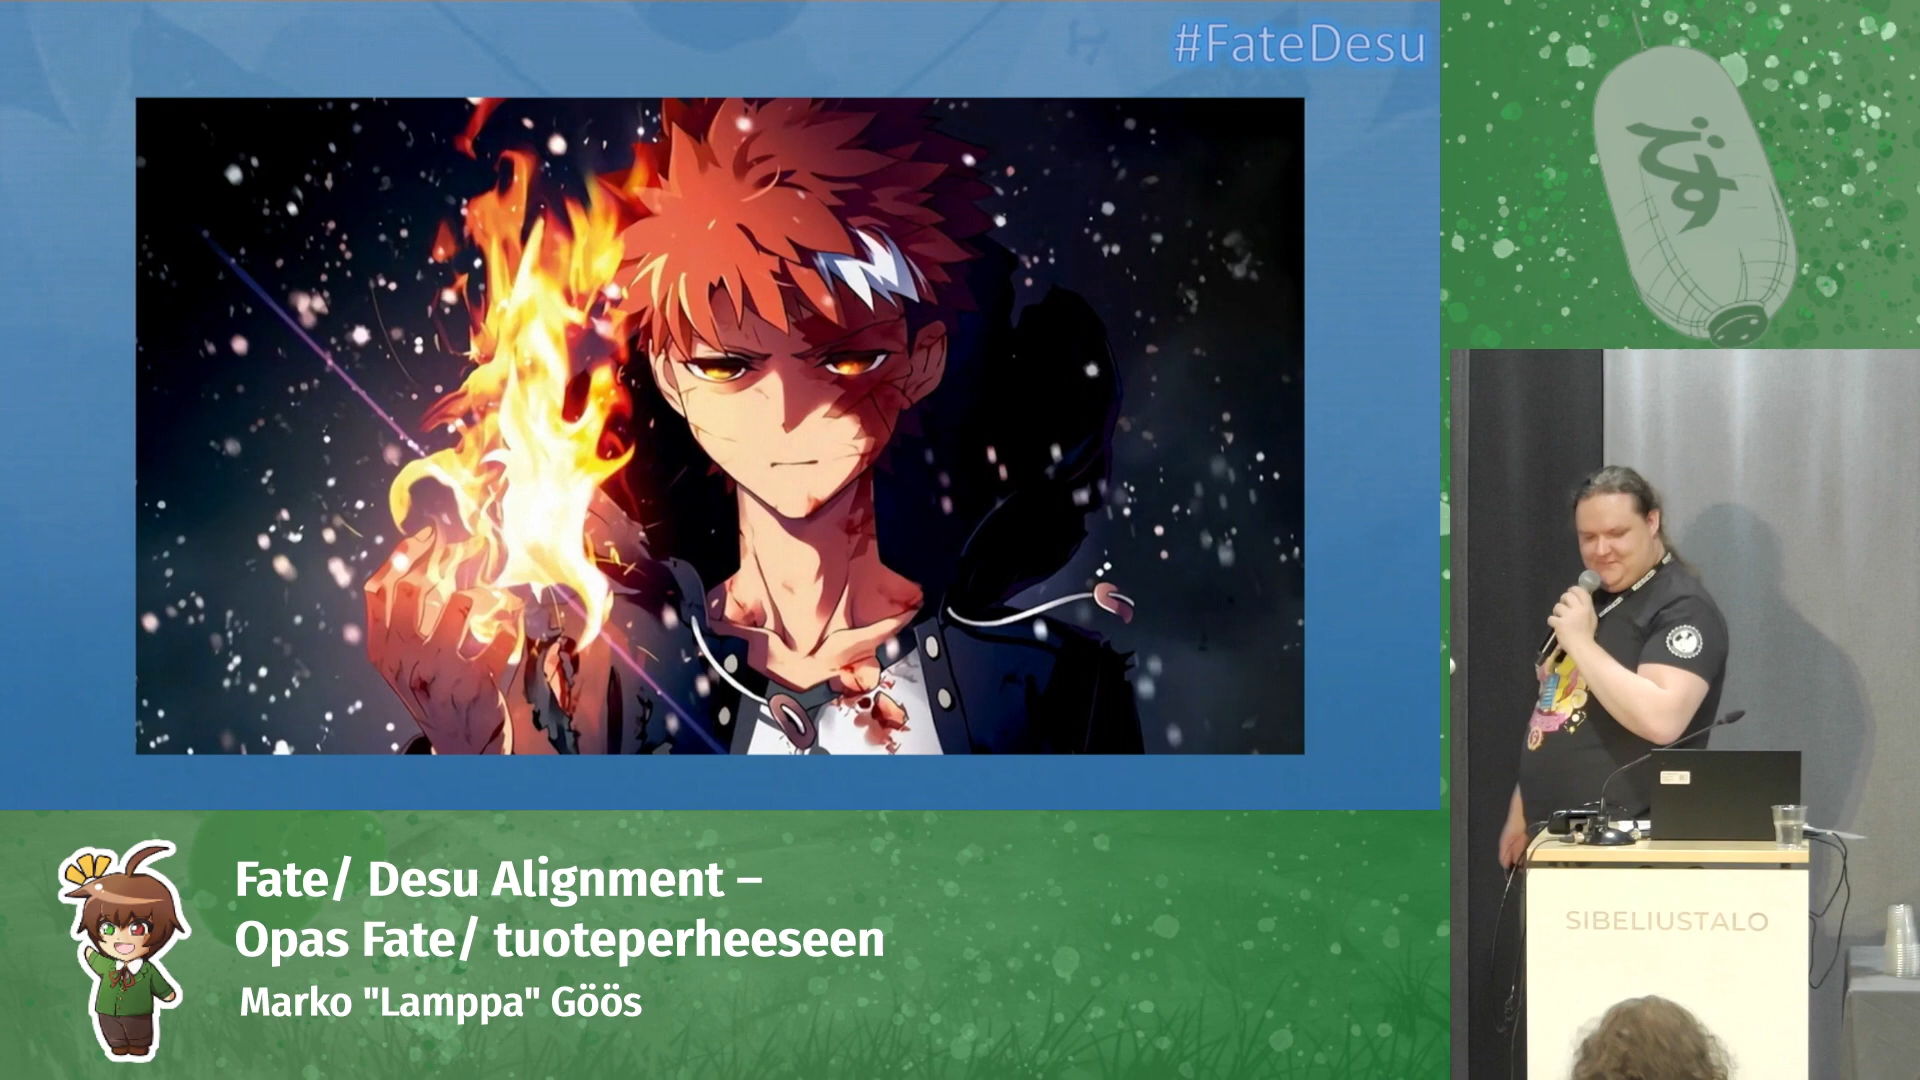 #FateDesu
です
SIBELIUSTALO
Fate/ Desu Alignment –
Opas Fate/ tuoteperheeseen
Marko "Lamppa" Göös